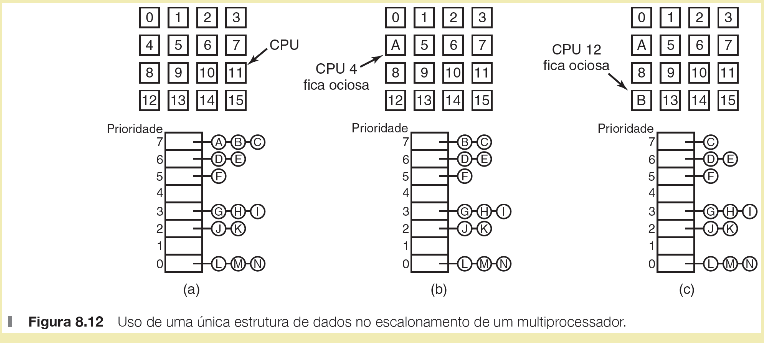 0 1 2 3
4 5 6 7
8 9 10 11
12 13 14 15
CPU
Prioridade
7 A B C
6 D E
5 F
4
3 G H I
2 J K
1
0 L M N
(a)
0 1 2 3
A 5 6 7
8 9 10 11
12 13 14 15
CPU 4
fica ociosa
Prioridade
7 B C
6 D E
5 F
4
3 G H I
2 J K
1
0 L M N
(b)
0 1 2 3
A 5 6 7
8 9 10 11
B 13 14 15
CPU 12
fica ociosa
Prioridade
7 C
6 D E
5 F
4
3 G H I
2 J K
1
0 L M N
(c)
Figura 8.12 Uso de uma única estrutura de dados no escalonamento de um multiprocessador.